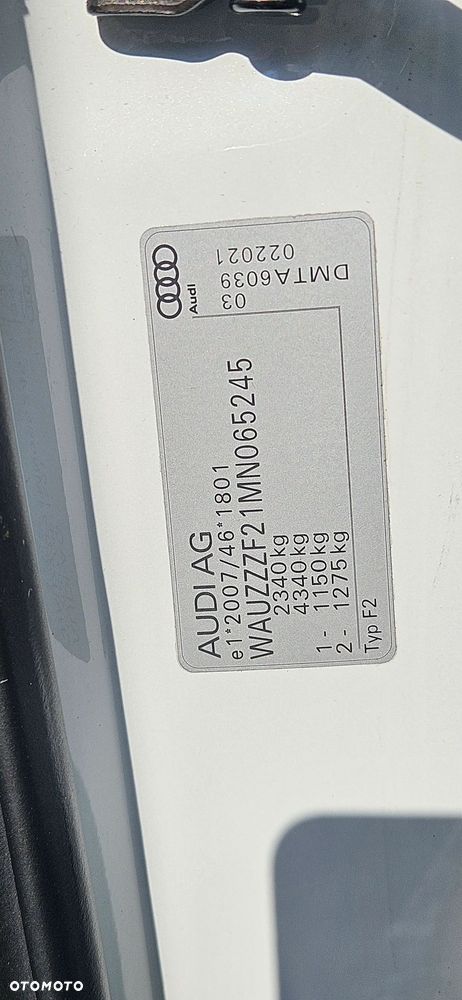 AUDI AG
e1*2007/46*1801
WAUZZZF21MN065245
2340kg
4340kg
1- 1150kg
2- 1275kg
Typ F2
Audi
03
DMTA6039
022021
OTOMOTO